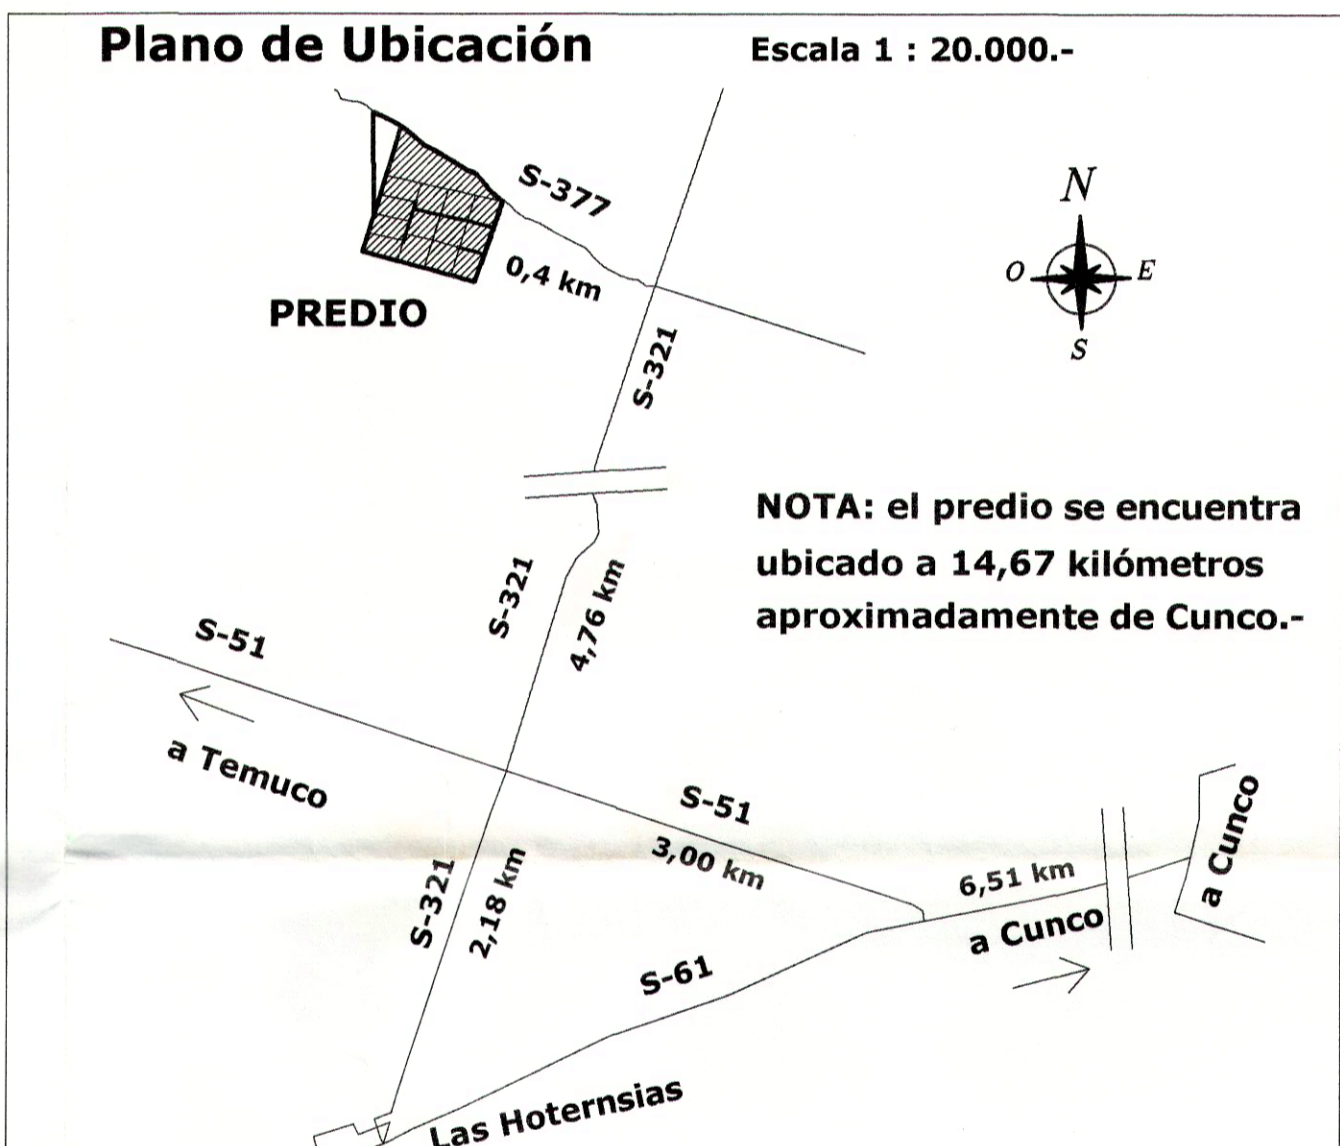 Plano de Ubicación
Escala 1 : 20.000.-
S-377
0,4 km
PREDIO
N
O
E
S
S-321
NOTA: el predio se encuentra
ubicado a 14,67 kilómetros
aproximadamente de Cunco.-
S-321
4,76 km
S-51
a Temuco
S-51
3,00 km
6,51 km
a Cunco
a Cunco
S-321
2,18 km
S-61
Las Hoternsias